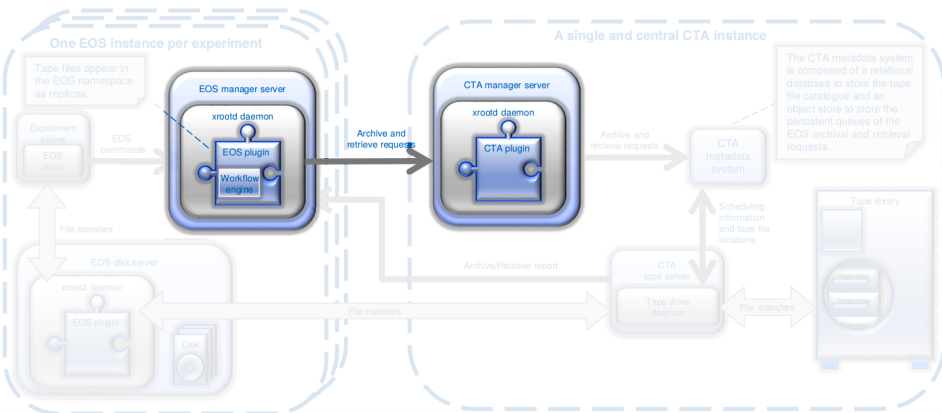 One EOS instance per experiment
A single and central CTA instance
Tape files appear in
the EOS namespace
as replicas.
The CTA metadata system
is composed of a relational
database to store the tape
file catalogue and an
object store to store the
persistent queues of the
EOS archival and retrieval
requests.
EOS manager server
xrootd daemon
EOS plugin
Workflow
engine
CTA manager server
xrootd daemon
CTA plugin
Archive and
retrieve requests
Archive and
retrieve requests
Experiment
server
EOS
client
EOS
commands
CTA
metadata
system
Scheduling
information
and tape file
locations
Tape library
Tape drive
Tape drive
File transfers
EOS disk server
xrootd daemon
EOS plugin
Disk
Archive/Retrieve report
CTA
tape server
Tape drive
daemon
File transfers
File transfers